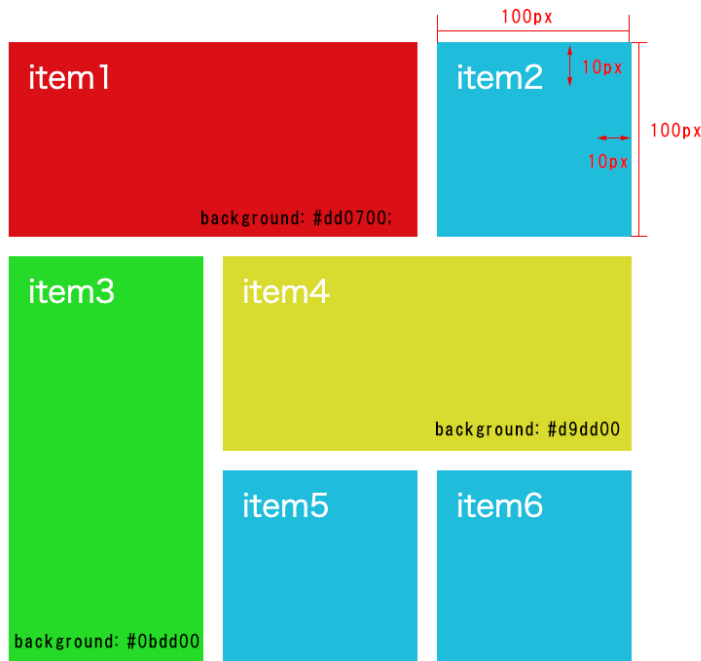 100px
item1
item2
10px
100px
10px
background: #dd0700;
item3
item4
background: #d9dd00
item5
item6
background: #0bdd00